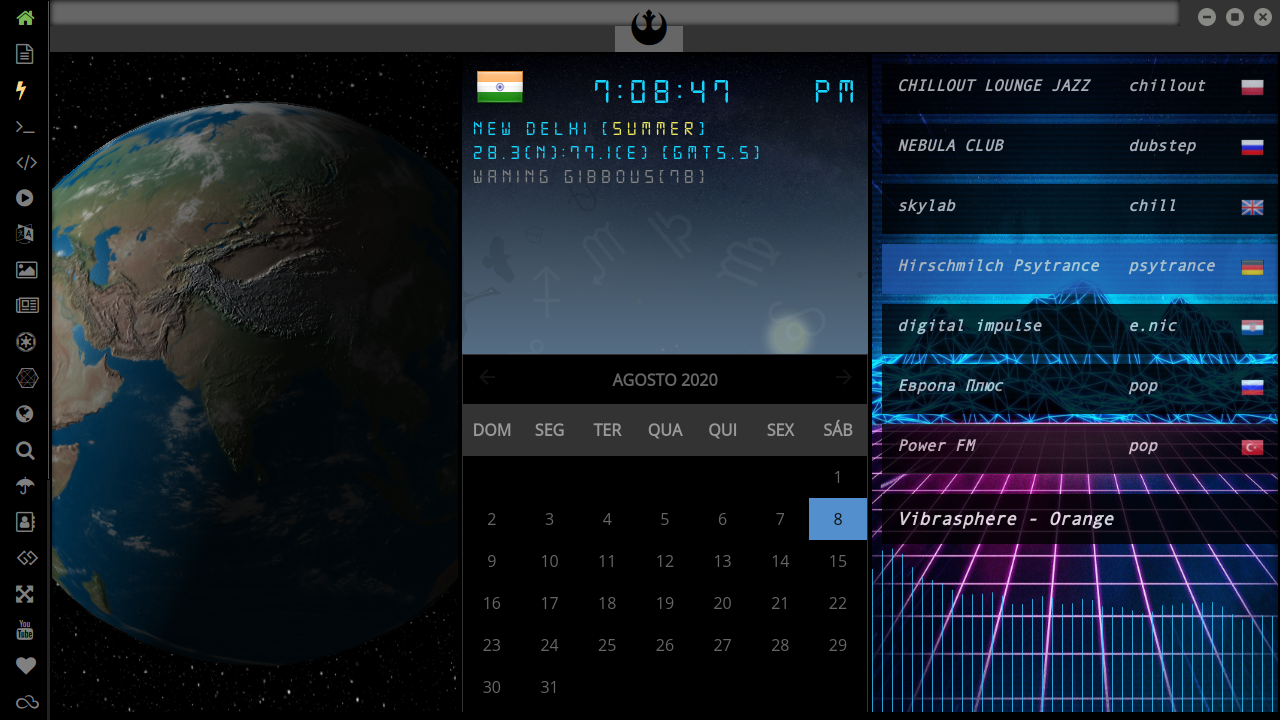 7:08:47 PM
NEW DELHI (SUMMER)
28.3(N):77.1(E) (GMT5.5)
WANING GIBBOUS(78)
AGOSTO 2020
DOM SEG TER QUA QUI SEX SÁB
1
2 3 4 5 6 7 8
9 10 11 12 13 14 15
16 17 18 19 20 21 22
23 24 25 26 27 28 29
30 31
CHILLOUT LOUNGE JAZZ chillout
NEBULA CLUB dubstep
skylab chill
Hirschmilch Psytrance psytrance
digital impulse e.nic
Европа Плюс pop
Power FM pop
Vibrasphere - Orange
You
Tube